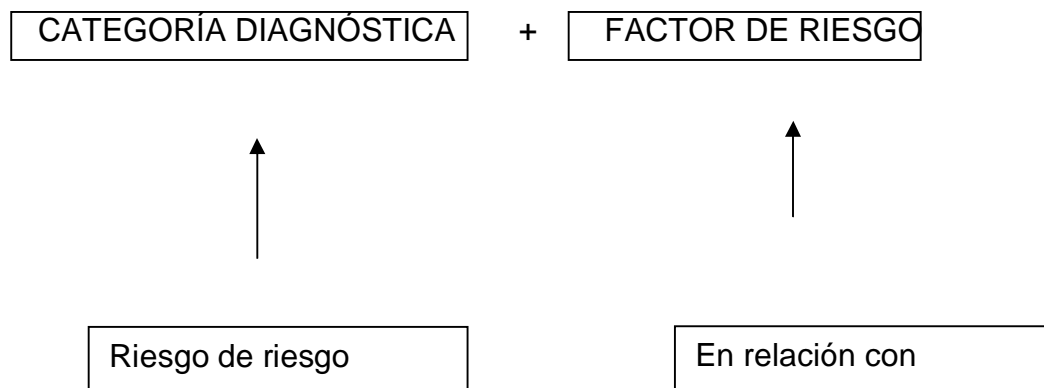 CATEGORÍA DIAGNÓSTICA + FACTOR DE RIESGO
Riesgo de riesgo En relación con